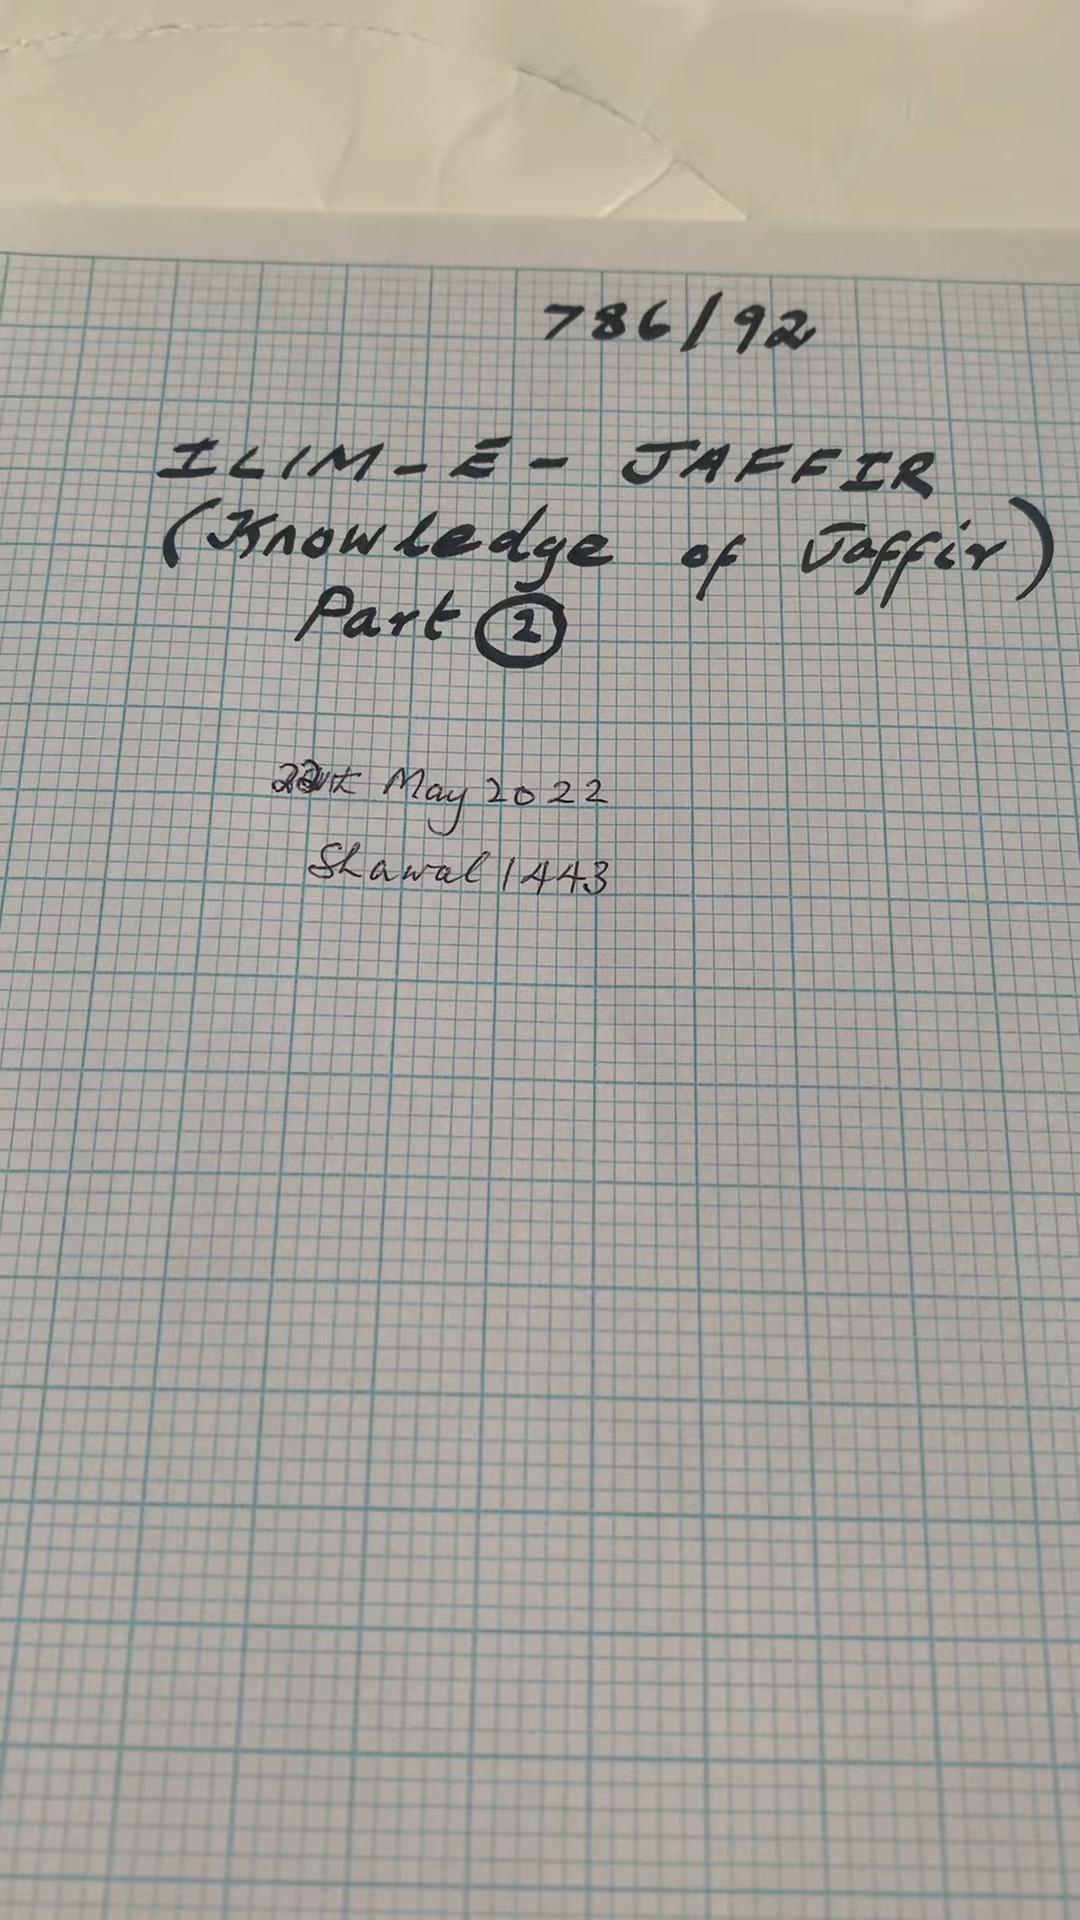 786/92
ILIM-E-JAFFIR
(Knowledge of Jaffir)
Part 2
May 2022
Shawal 1443